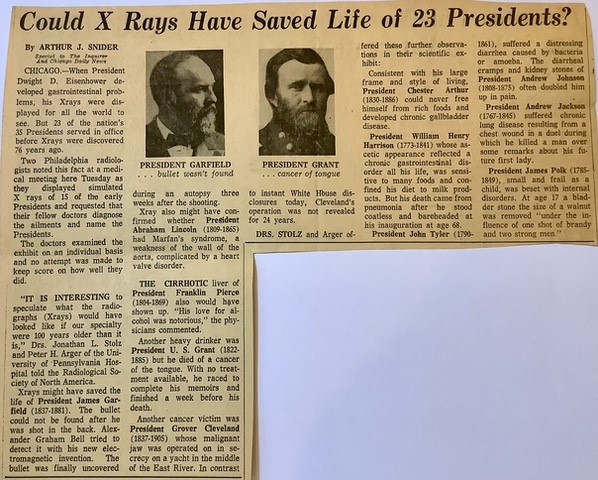 Could X Rays Have Saved Life of 23 Presidents?
By ARTHUR J. SNIDER
Special to The Inquirer
And Chicago Daily News
CHICAGO.—When President
Dwight D. Eisenhower de-
veloped gastrointestinal prob-
lems, his Xrays were dis-
played for all the world to
see. But 23 of the nation's
35 Presidents served in office
before Xrays were discovered
76 years ago.
Two Philadelphia radiolo-
gists noted this fact at a med-
ical meeting here Tuesday as
they displayed simulated
X rays of 15 of the early
Presidents and requested that
their fellow doctors diagnose
the ailments and name the
Presidents.
The doctors examined the
exhibit on an individual basis
and no attempt was made to
keep score on how well they
did.
"IT IS INTERESTING to
speculate what the radio-
graphs (Xrays) would have
looked like if our specialty
were 100 years older than it
is," Drs. Jonathan L. Stolz
and Peter H. Arger of the Uni-
versity of Pennsylvania Hos-
pital told the Radiological So-
ciety of North America.
Xrays might have saved the
life of President James Gar-
field (1837-1881). The bullet
could not be found after he
was shot in the back. Alex-
ander Graham Bell tried to
detect it with his new elec-
tromagnetic invention. The
bullet was finally uncovered
PRESIDENT GARFIELD
. . . bullet wasn't found
PRESIDENT GRANT
. . . cancer of tongue
during an autopsy three
weeks after the shooting.
Xray also might have con-
firmed whether President
Abraham Lincoln (1809-1865)
had Marfan's syndrome, a
weakness of the wall of the
aorta, complicated by a heart
valve disorder.
THE CIRRHOTIC liver of
President Franklin Pierce
(1804-1869) also would have
shown up. "His love for al-
cohol was notorious," the phy-
sicians commented.
Another heavy drinker was
President U. S. Grant (1822-
1885) but he died of a cancer
of the tongue. With no treat-
ment available, he raced to
complete his memoirs and
finished a week before his
death.
Another cancer victim was
President Grover Cleveland
(1837-1905) whose malignant
jaw was operated on in se-
crecy on a yacht in the middle
of the East River. In contrast
to instant White House dis-
closures today, Cleveland's
operation was not revealed
for 24 years.
DRS. STOLZ and Arger of-
fered these further observa-
tions in their scientific ex-
hibit:
Consistent with his large
frame and style of living,
President Chester Arthur
(1830-1886) could never free
himself from rich foods and
developed chronic gallbladder
disease.
President William Henry
Harrison (1773-1841) whose as-
cetic appearance reflected a
chronic gastrointestinal dis-
order all his life, was sensi-
tive to many foods and con-
fined his diet to milk prod-
ucts. But his death came from
pneumonia after he stood
coatless and bareheaded at
his inauguration at age 68.
President John Tyler (1790-
1861), suffered a distressing
diarrhea caused by bacteria
or amoeba. The diarrheal
cramps and kidney stones of
President Andrew Johnson
(1808-1875) often doubled him
up in pain.
President Andrew Jackson
(1767-1845) suffered chronic
lung disease resulting from a
chest wound in a duel during
which he killed a man over
some remarks about his fu-
ture first lady.
President James Polk (1785-
1849), small and frail as a
child, was beset with internal
disorders. At age 17 a blad-
der stone the size of a walnut
was removed "under the in-
fluence of one shot of brandy
and two strong men."